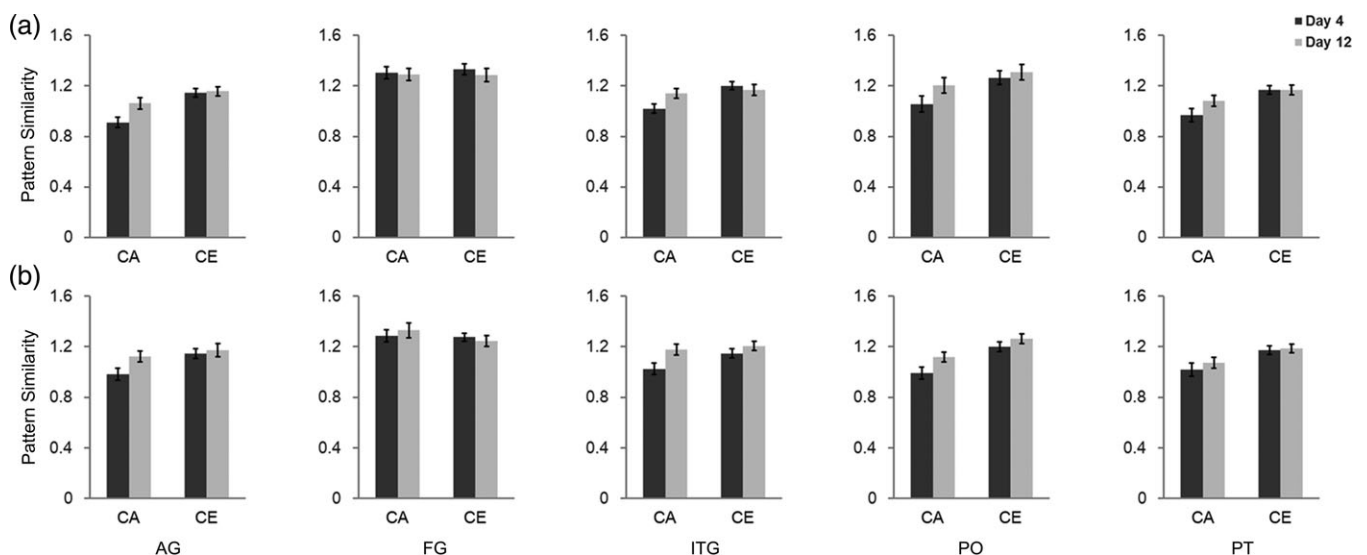 (a)
Day 4
Day 12
Pattern Similarity
1.6 1.6 1.6 1.6 1.6
1.2 1.2 1.2 1.2 1.2
0.8 0.8 0.8 0.8 0.8
0.4 0.4 0.4 0.4 0.4
0 0 0 0 0
CA CE CA CE CA CE CA CE CA CE
(b)
Pattern Similarity
1.6 1.6 1.6 1.6 1.6
1.2 1.2 1.2 1.2 1.2
0.8 0.8 0.8 0.8 0.8
0.4 0.4 0.4 0.4 0.4
0 0 0 0 0
CA CE CA CE CA CE CA CE CA CE
AG FG ITG PO PT